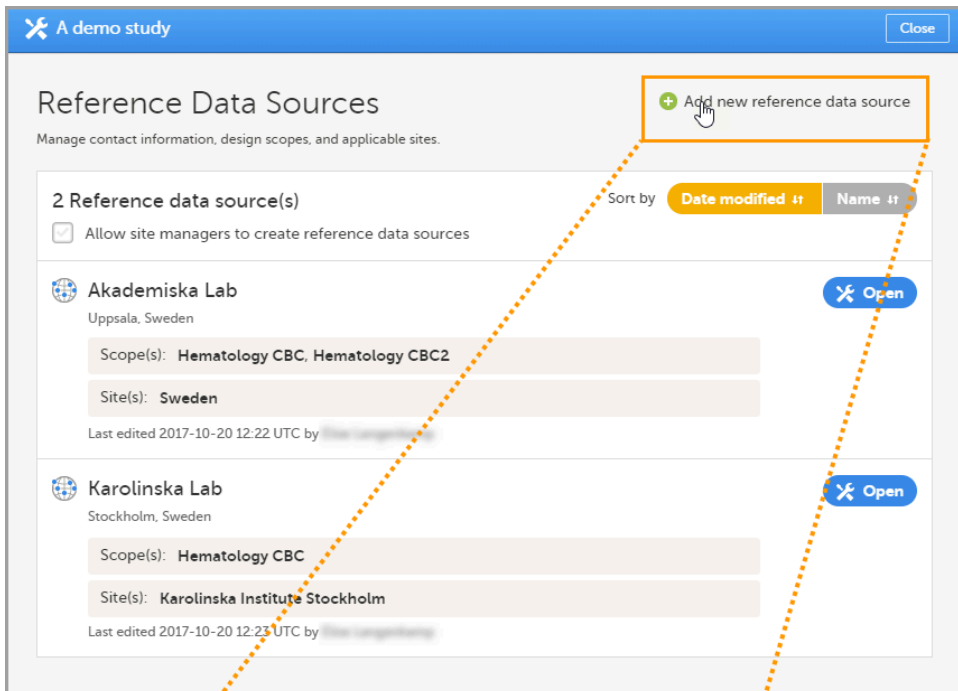 A demo study
Close
Reference Data Sources
Add new reference data source
Manage contact information, design scopes, and applicable sites.
2 Reference data source(s)
Sort by Date modified Name
Allow site managers to create reference data sources
Akademiska Lab
Open
Uppsala, Sweden
Scope(s): Hematology CBC, Hematology CBC2
Site(s): Sweden
Last edited 2017-10-20 12:22 UTC by
Karolinska Lab
Open
Stockholm, Sweden
Scope(s): Hematology CBC
Site(s): Karolinska Institute Stockholm
Last edited 2017-10-20 12:23 UTC by